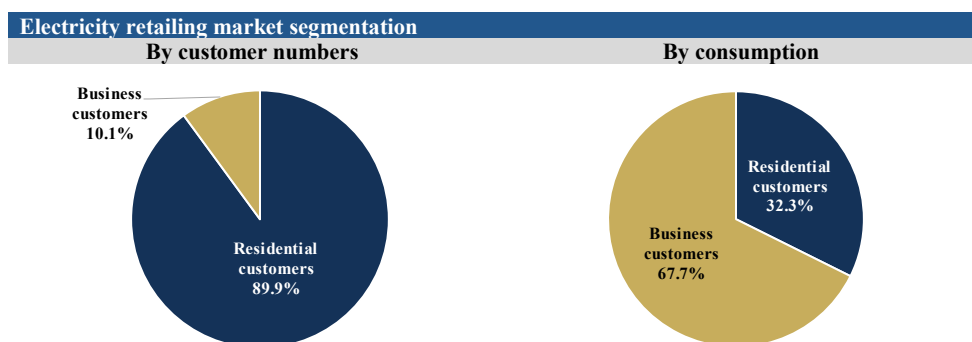 Electricity retailing market segmentation
By customer numbers
By consumption
Business
customers
10.1%
Residential
customers
89.9%
Residential
customers
32.3%
Business
customers
67.7%